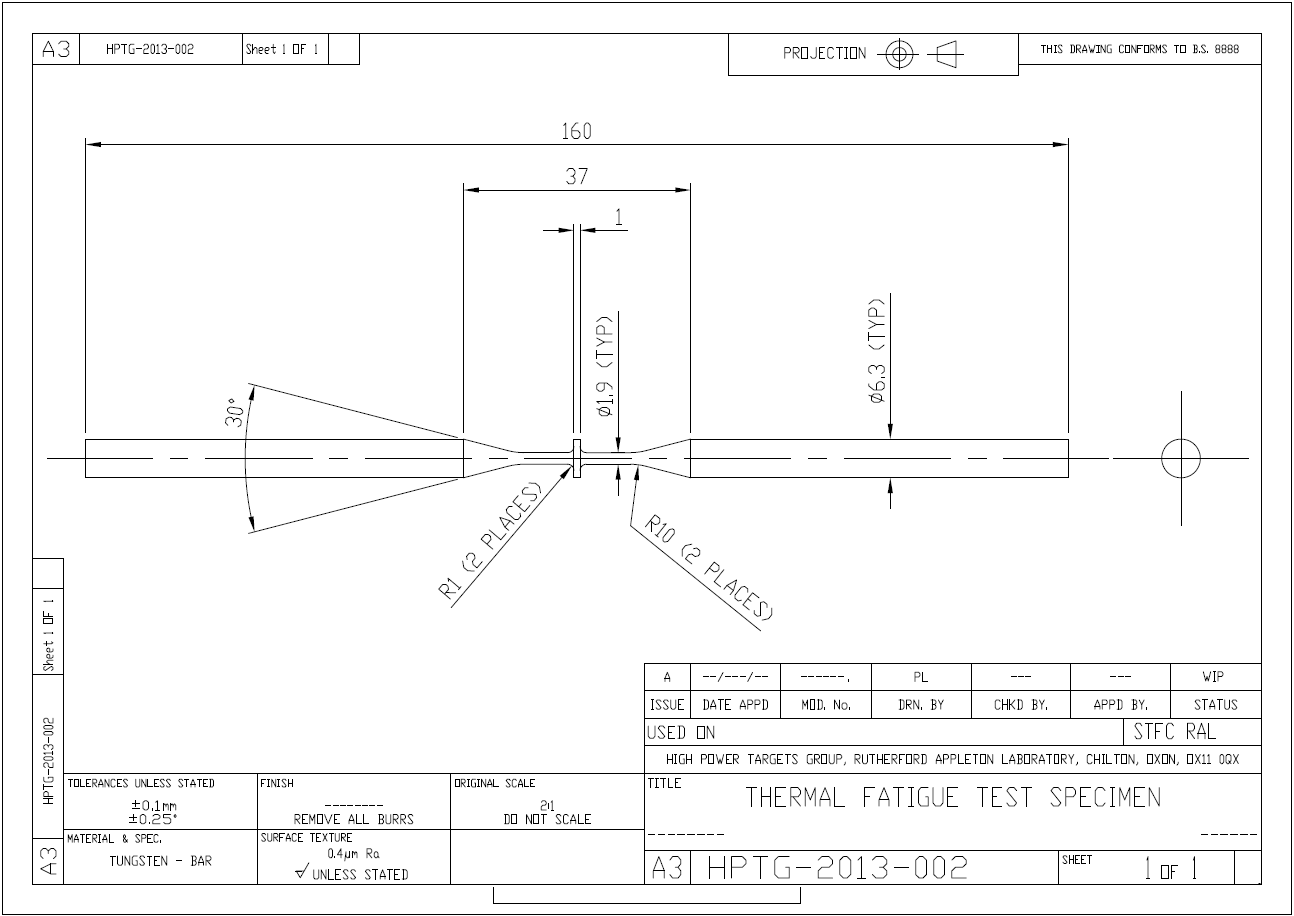 A3 HPTG-2013-002 Sheet 1 OF 1
PROJECTION
THIS DRAWING CONFORMS TO B.S. 8888
160
37
1
Ø1.9 (TYP)
Ø6.3 (TYP)
30°
R1 (2 PLACES)
R10 (2 PLACES)
Sheet 1 OF 1
HPTG-2013-002
A3
A --/---/-- ------. PL --- --- WIP
ISSUE DATE APPD MOD. No. DRN. BY CHKD BY. APPD BY. STATUS
USED ON STFC RAL
HIGH POWER TARGETS GROUP, RUTHERFORD APPLETON LABORATORY, CHILTON, OXON, OX11 0QX
TOLERANCES UNLESS STATED
±0.1mm
±0.25°
FINISH
--------
REMOVE ALL BURRS
ORIGINAL SCALE
2:1
DO NOT SCALE
TITLE
THERMAL FATIGUE TEST SPECIMEN
-------- ------
MATERIAL & SPEC.
TUNGSTEN - BAR
SURFACE TEXTURE
0.4µm Ra
UNLESS STATED
A3 HPTG-2013-002 SHEET 1 OF 1